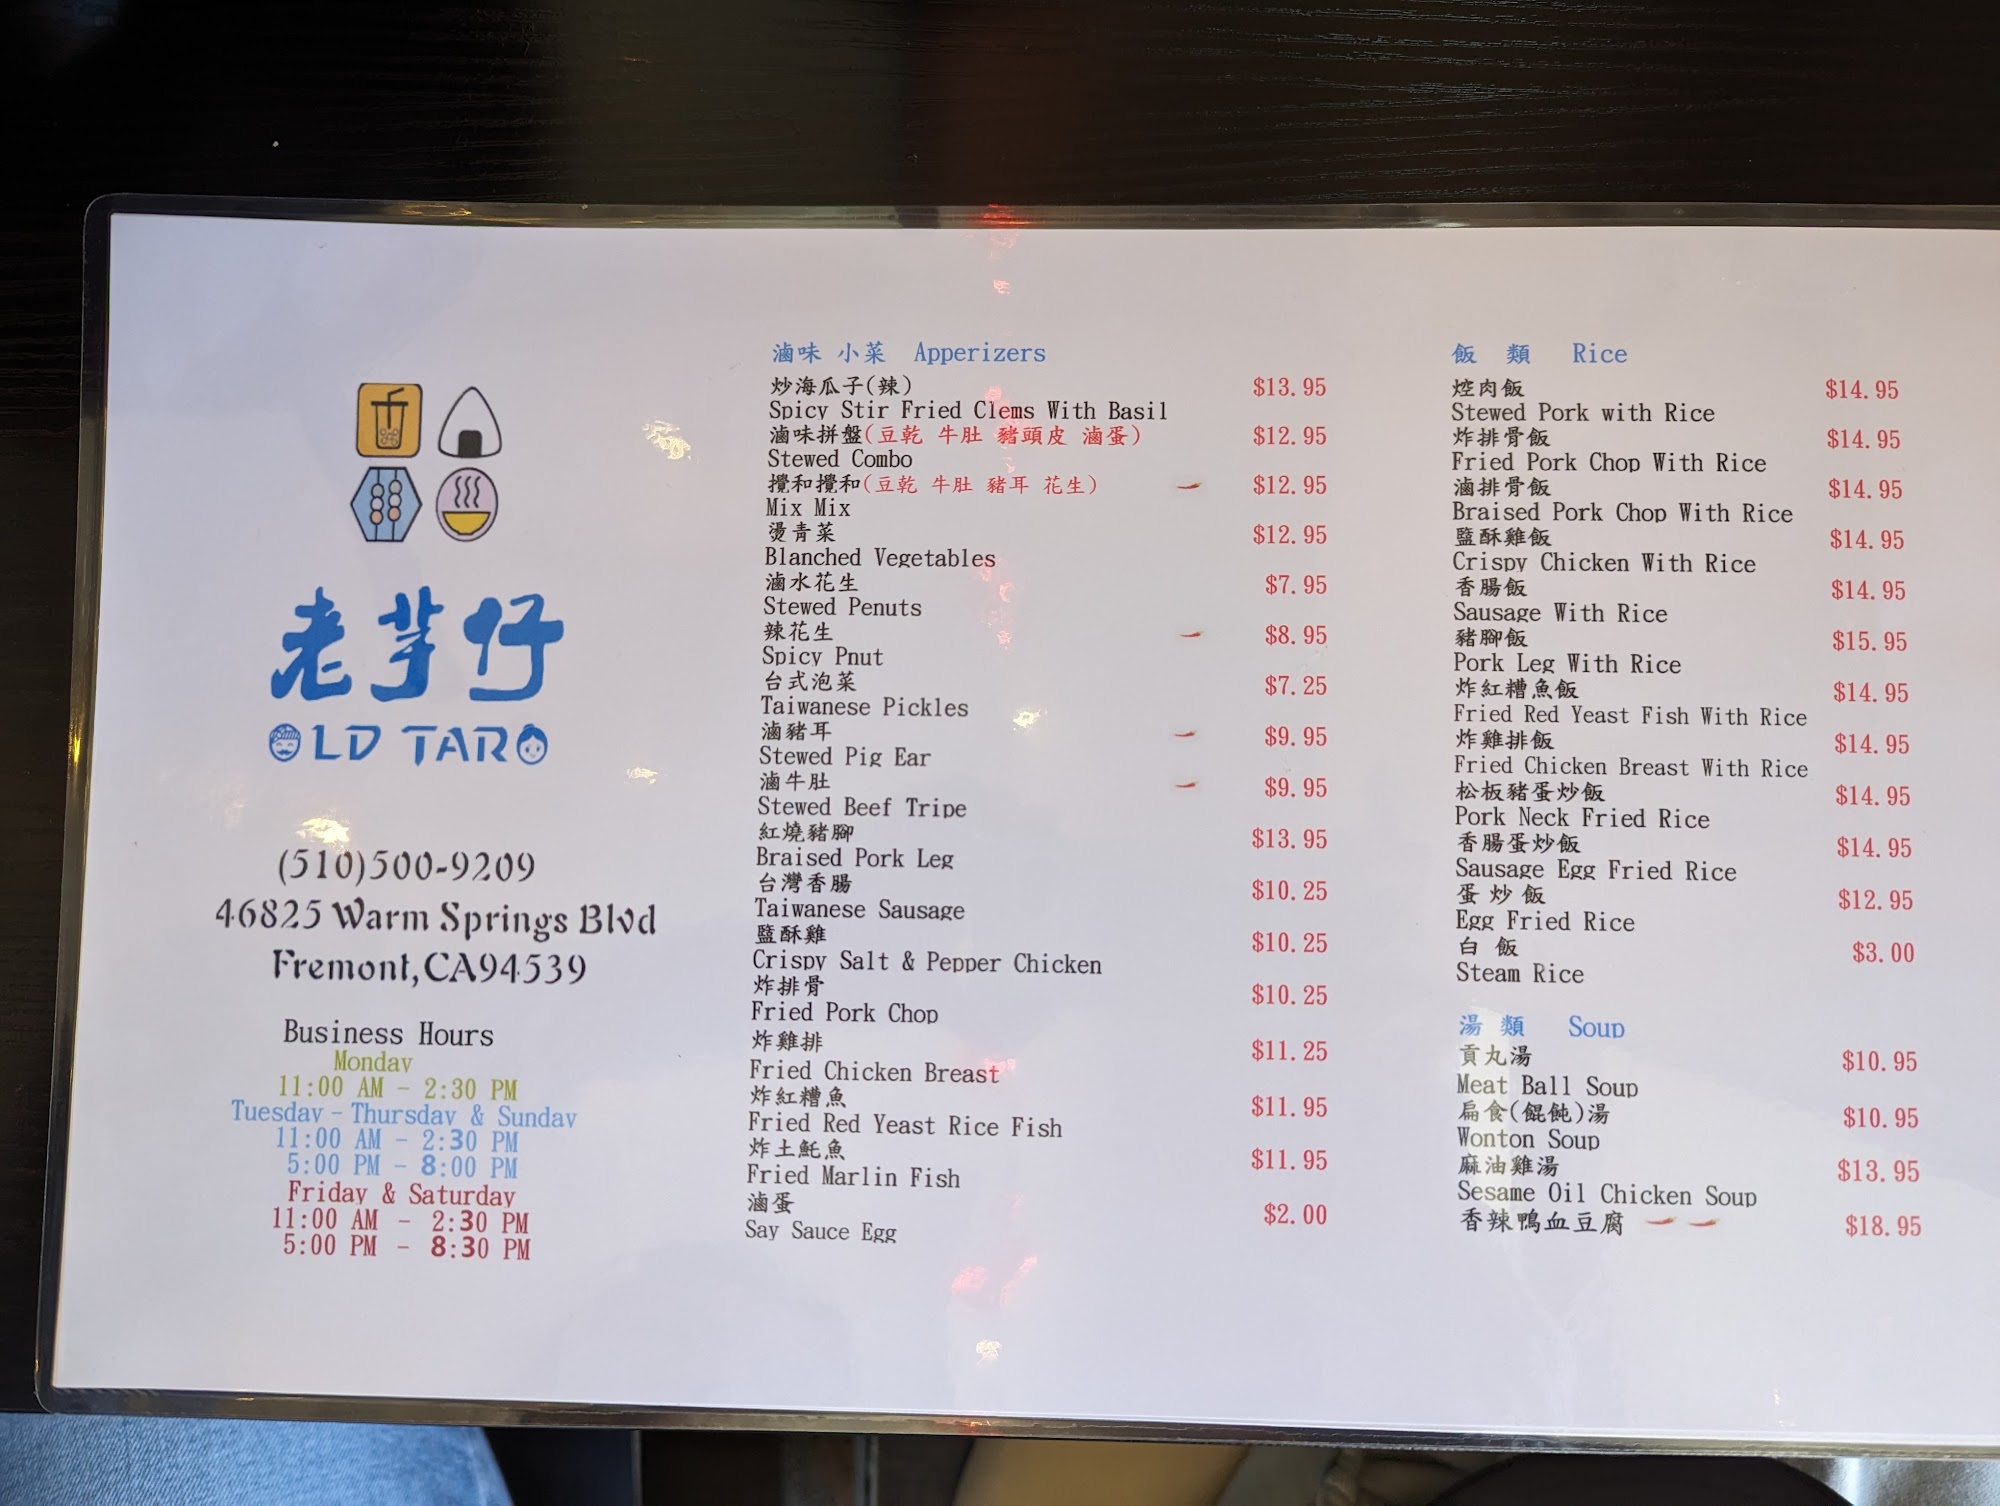 老芋仔
OLD TARO
(510)500-9209
46825 Warm Springs Blvd
Fremont,CA94539
Business Hours
Monday
11:00 AM - 2:30 PM
Tuesday-Thursday & Sunday
11:00 AM - 2:30 PM
5:00 PM - 8:00 PM
Friday & Saturday
11:00 AM - 2:30 PM
5:00 PM - 8:30 PM
滷味 小菜 Apperizers
炒海瓜子(辣) $13.95
Spicy Stir Fried Clems With Basil
滷味拼盤(豆乾 牛肚 豬頭皮 滷蛋) $12.95
Stewed Combo
攪和攪和(豆乾 牛肚 豬耳 花生) $12.95
Mix Mix
燙青菜 $12.95
Blanched Vegetables
滷水花生 $7.95
Stewed Penuts
辣花生 $8.95
Spicy Pnut
台式泡菜 $7.25
Taiwanese Pickles
滷豬耳 $9.95
Stewed Pig Ear
滷牛肚 $9.95
Stewed Beef Tripe
紅燒豬腳 $13.95
Braised Pork Leg
台灣香腸 $10.25
Taiwanese Sausage
鹽酥雞 $10.25
Crispy Salt & Pepper Chicken
炸排骨 $10.25
Fried Pork Chop
炸雞排 $11.25
Fried Chicken Breast
炸紅糟魚 $11.95
Fried Red Yeast Rice Fish
炸土魠魚 $11.95
Fried Marlin Fish
滷蛋 $2.00
Say Sauce Egg
飯 類 Rice
焢肉飯 $14.95
Stewed Pork with Rice
炸排骨飯 $14.95
Fried Pork Chop With Rice
滷排骨飯 $14.95
Braised Pork Chop With Rice
鹽酥雞飯 $14.95
Crispy Chicken With Rice
香腸飯 $14.95
Sausage With Rice
豬腳飯 $15.95
Pork Leg With Rice
炸紅糟魚飯 $14.95
Fried Red Yeast Fish With Rice
炸雞排飯 $14.95
Fried Chicken Breast With Rice
松板豬蛋炒飯 $14.95
Pork Neck Fried Rice
香腸蛋炒飯 $14.95
Sausage Egg Fried Rice
蛋 炒 飯 $12.95
Egg Fried Rice
白 飯 $3.00
Steam Rice
湯 類 Soup
貢丸湯 $10.95
Meat Ball Soup
扁食(餛飩)湯 $10.95
Wonton Soup
麻油雞湯 $13.95
Sesame Oil Chicken Soup
香辣鴨血豆腐 $18.95